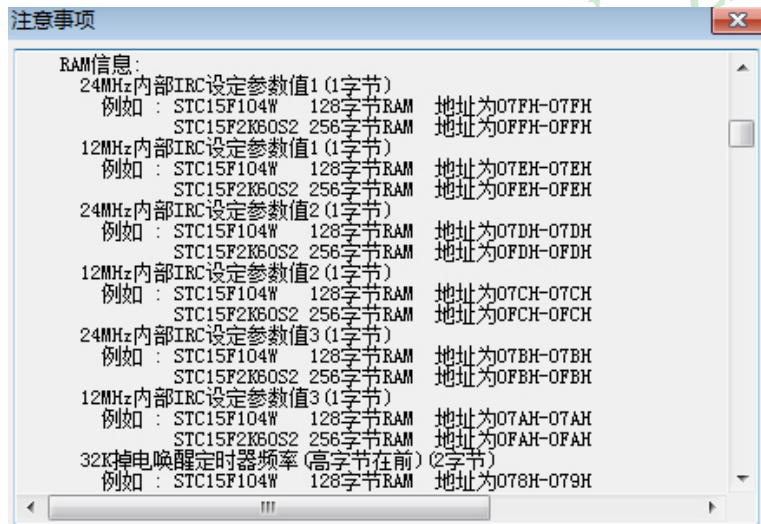 注意事项
RAM信息:
24MHz内部IRC设定参数值1(1字节)
例如 : STC15F104W 128字节RAM 地址为07FH-07FH
STC15F2K60S2 256字节RAM 地址为0FFH-0FFH
12MHz内部IRC设定参数值1(1字节)
例如 : STC15F104W 128字节RAM 地址为07EH-07EH
STC15F2K60S2 256字节RAM 地址为0FEH-0FEH
24MHz内部IRC设定参数值2(1字节)
例如 : STC15F104W 128字节RAM 地址为07DH-07DH
STC15F2K60S2 256字节RAM 地址为0FDH-0FDH
12MHz内部IRC设定参数值2(1字节)
例如 : STC15F104W 128字节RAM 地址为07CH-07CH
STC15F2K60S2 256字节RAM 地址为0FCH-0FCH
24MHz内部IRC设定参数值3(1字节)
例如 : STC15F104W 128字节RAM 地址为07BH-07BH
STC15F2K60S2 256字节RAM 地址为0FBH-0FBH
12MHz内部IRC设定参数值3(1字节)
例如 : STC15F104W 128字节RAM 地址为07AH-07AH
STC15F2K60S2 256字节RAM 地址为0FAH-0FAH
32K掉电唤醒定时器频率(高字节在前)(2字节)
例如 : STC15F104W 128字节RAM 地址为078H-079H